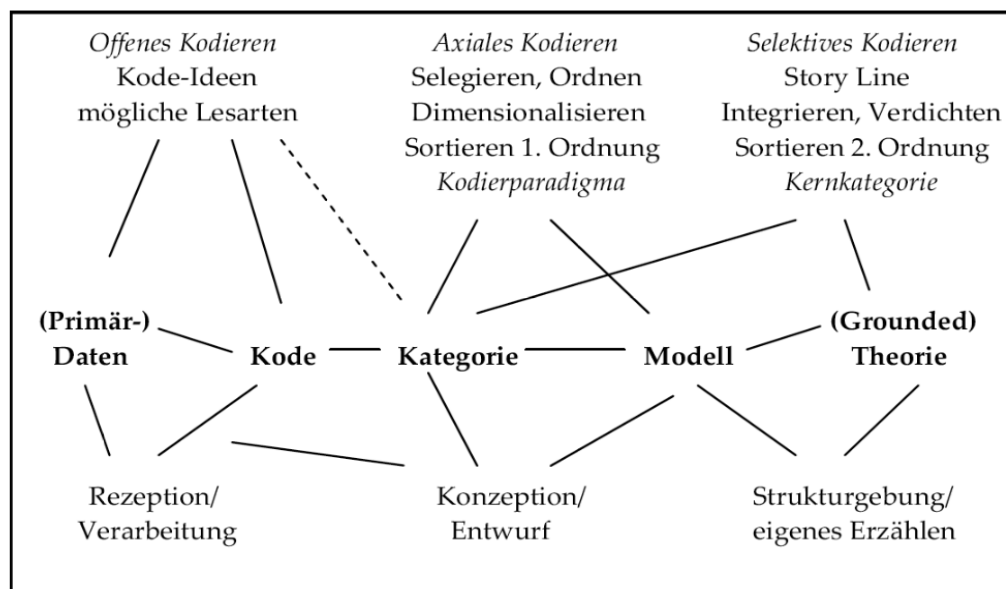 Offenes Kodieren
Kode-Ideen
mögliche Lesarten
Axiales Kodieren
Selegieren, Ordnen
Dimensionalisieren
Sortieren 1. Ordnung
Kodierparadigma
Selektives Kodieren
Story Line
Integrieren, Verdichten
Sortieren 2. Ordnung
Kernkategorie
(Primär-)
Daten
Kode
Kategorie
Modell
(Grounded)
Theorie
Rezeption/
Verarbeitung
Konzeption/
Entwurf
Strukturgebung/
eigenes Erzählen